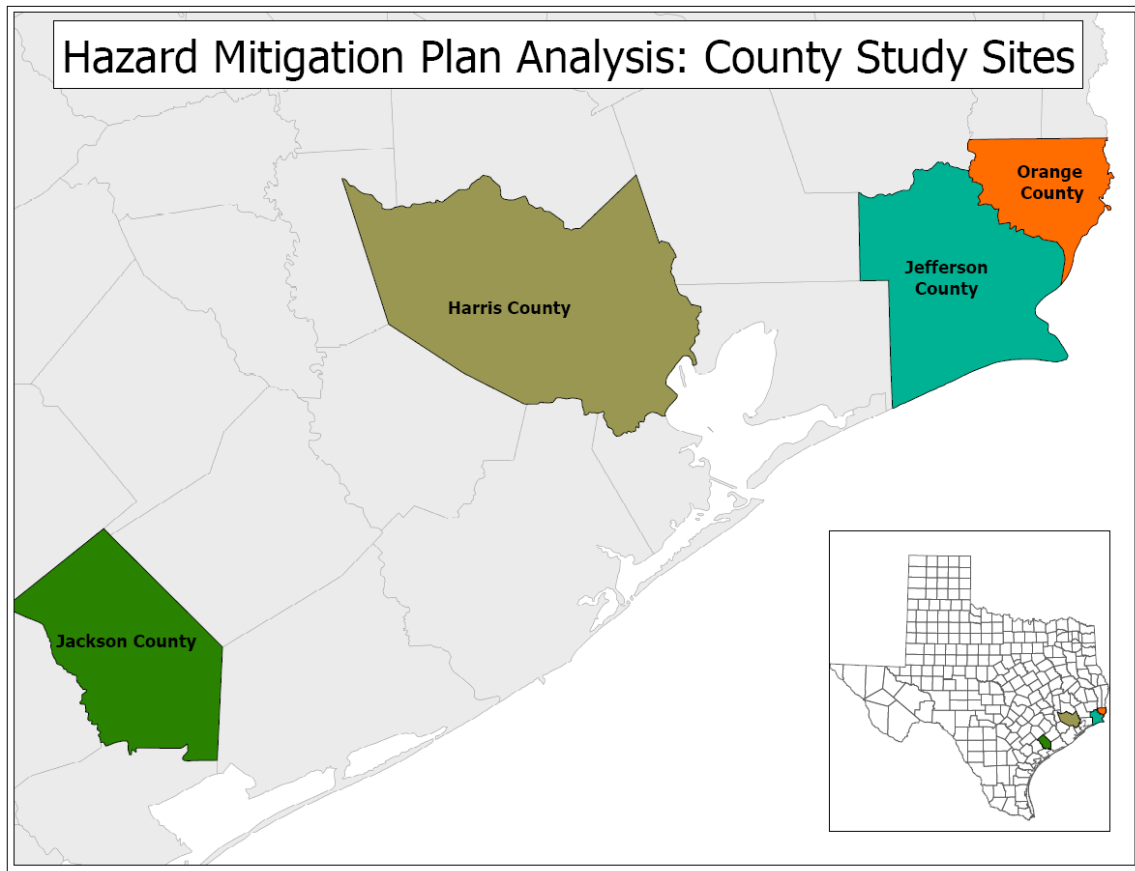 Hazard Mitigation Plan Analysis: County Study Sites
Orange
County
Jefferson
County
Harris County
Jackson County